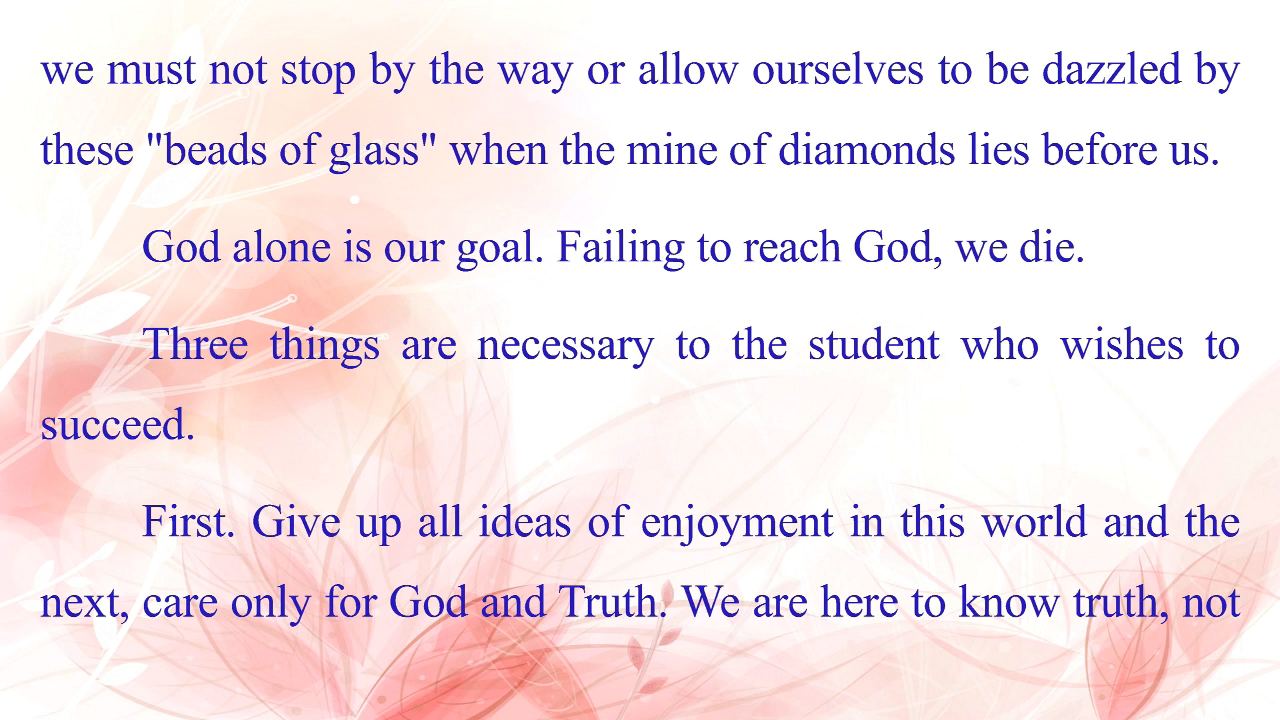 we must not stop by the way or allow ourselves to be dazzled by
these "beads of glass" when the mine of diamonds lies before us.
God alone is our goal. Failing to reach God, we die.
Three things are necessary to the student who wishes to
succeed.
First. Give up all ideas of enjoyment in this world and the
next, care only for God and Truth. We are here to know truth, not